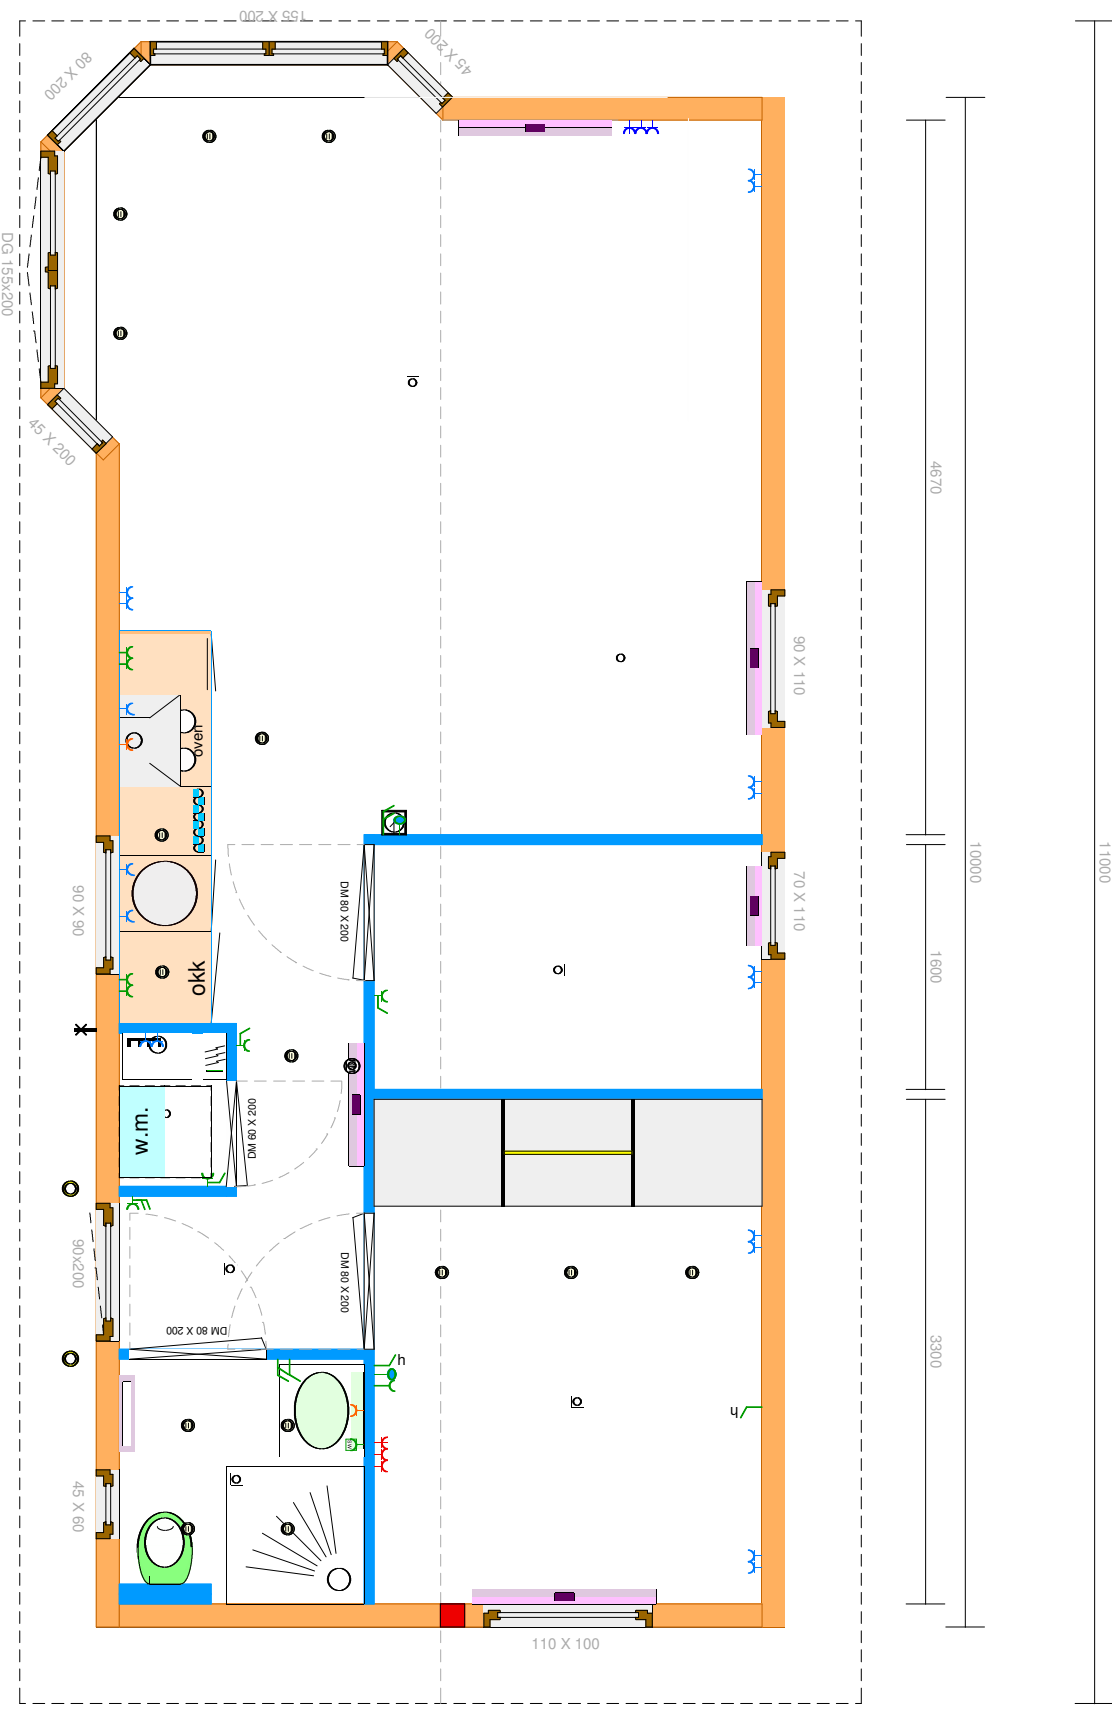 155 X 200
80 X 200
45 X 200
DG 155x200
45 X 200
4670
90 X 110
oven
10000
11000
90 X 90
DM 80 X 200
70 X 110
okk
1600
w.m.
DM 60 X 200
90x200
DM 80 X 200
DM 80 X 200
3300
h
h
45 X 60
110 X 100